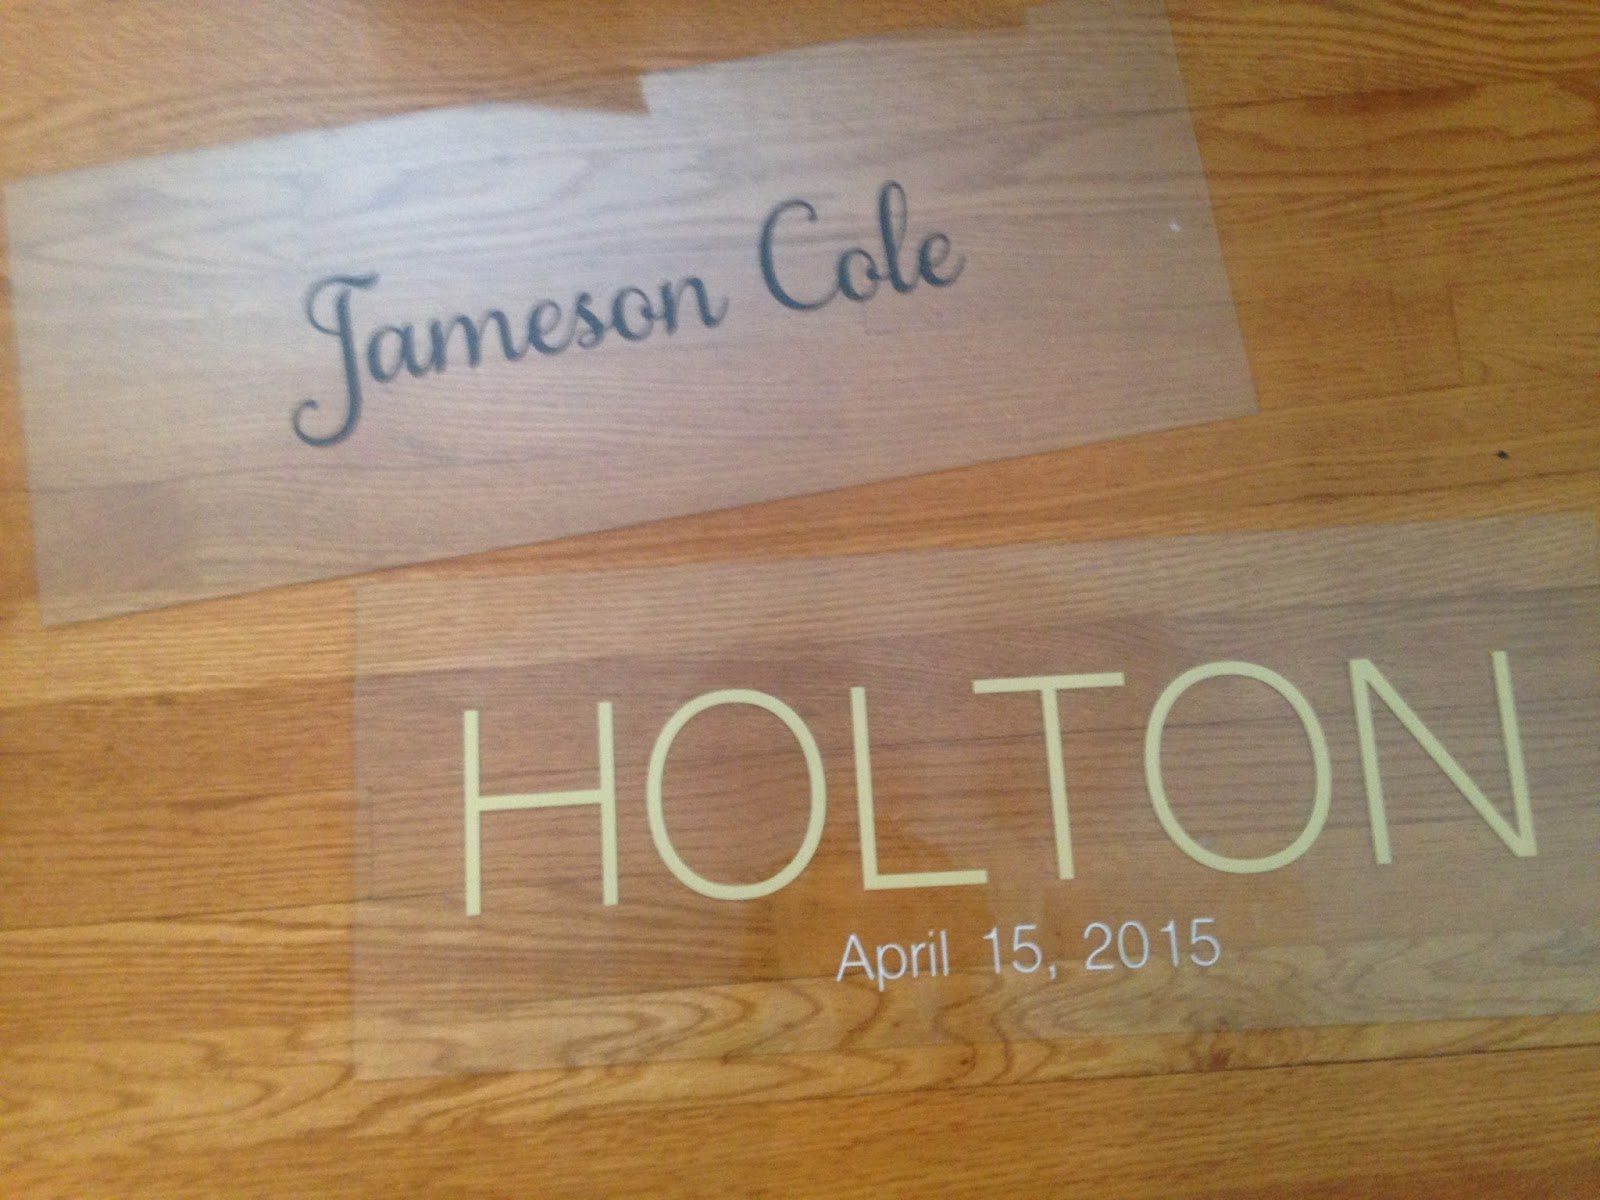 Jameson Cole
HOLTON
April 15, 2015